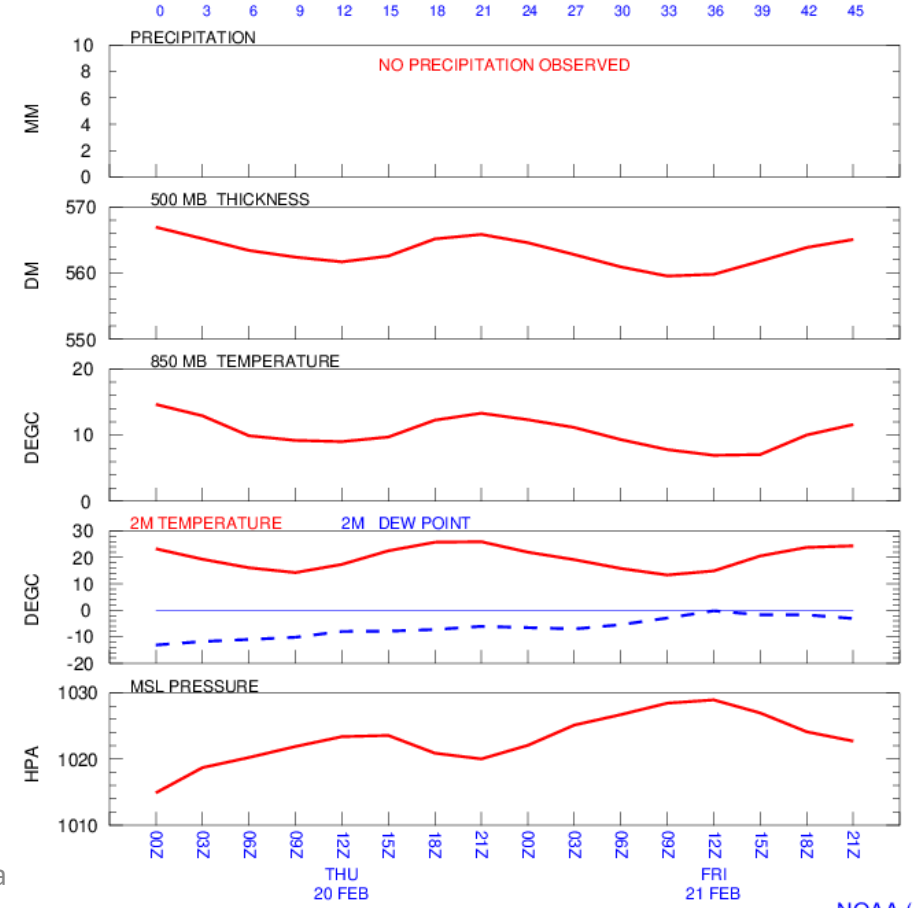 0 3 6 9 12 15 18 21 24 27 30 33 36 39 42 45
PRECIPITATION
NO PRECIPITATION OBSERVED
MM
10
8
6
4
2
0
500 MB THICKNESS
DM
570
560
550
850 MB TEMPERATURE
DEGC
20
10
0
2M TEMPERATURE 2M DEW POINT
DEGC
30
20
10
0
-10
-20
MSL PRESSURE
HPA
1030
1020
1010
00Z 03Z 06Z 09Z 12Z 15Z 18Z 21Z 00Z 03Z 06Z 09Z 12Z 15Z 18Z 21Z
THU FRI
20 FEB 21 FEB
a